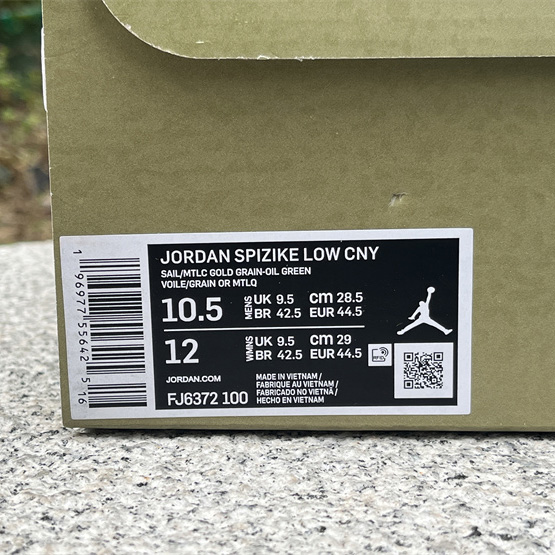 JORDAN SPIZIKE LOW CNY
SAIL/MTLC GOLD GRAIN-OIL GREEN
VOILE/GRAIN OR MTLQ
10.5 MENS UK 9.5 CM 28.5
BR 42.5 EUR 44.5
12 WMNS UK 9.5 CM 29
BR 42.5 EUR 44.5
RFID
JORDAN.COM
FJ6372 100
MADE IN VIETNAM /
FABRIQUE AU VIETNAM /
FABRICADO NO VIETNÃ /
HECHO EN VIETNAM
1 96977 55642 5 16